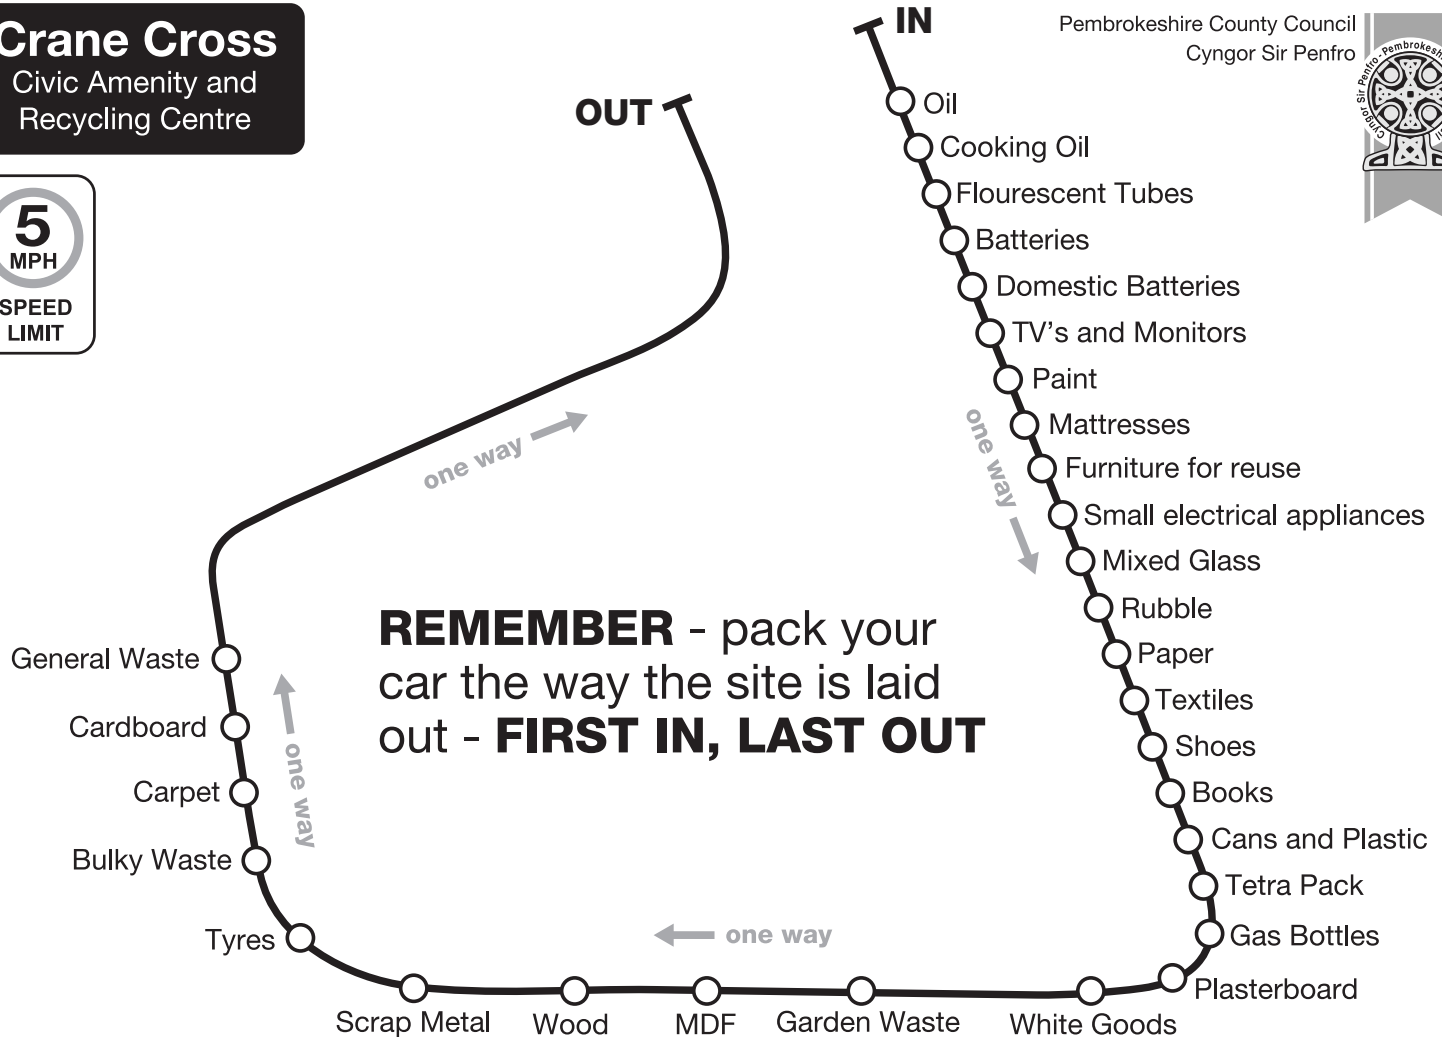 Crane Cross
Civic Amenity and
Recycling Centre
5
MPH
SPEED
LIMIT
OUT
IN
Pembrokeshire County Council
Cyngor Sir Penfro
Cyngor Sir Penfro - Pembrokesh
Oil
Cooking Oil
Flourescent Tubes
Batteries
Domestic Batteries
TV's and Monitors
Paint
Mattresses
Furniture for reuse
Small electrical appliances
Mixed Glass
Rubble
Paper
Textiles
Shoes
Books
Cans and Plastic
Tetra Pack
Gas Bottles
Plasterboard
White Goods
Garden Waste
MDF
Wood
Scrap Metal
Tyres
Bulky Waste
Carpet
Cardboard
General Waste
one way
one way
one way
one way
REMEMBER - pack your
car the way the site is laid
out - FIRST IN, LAST OUT